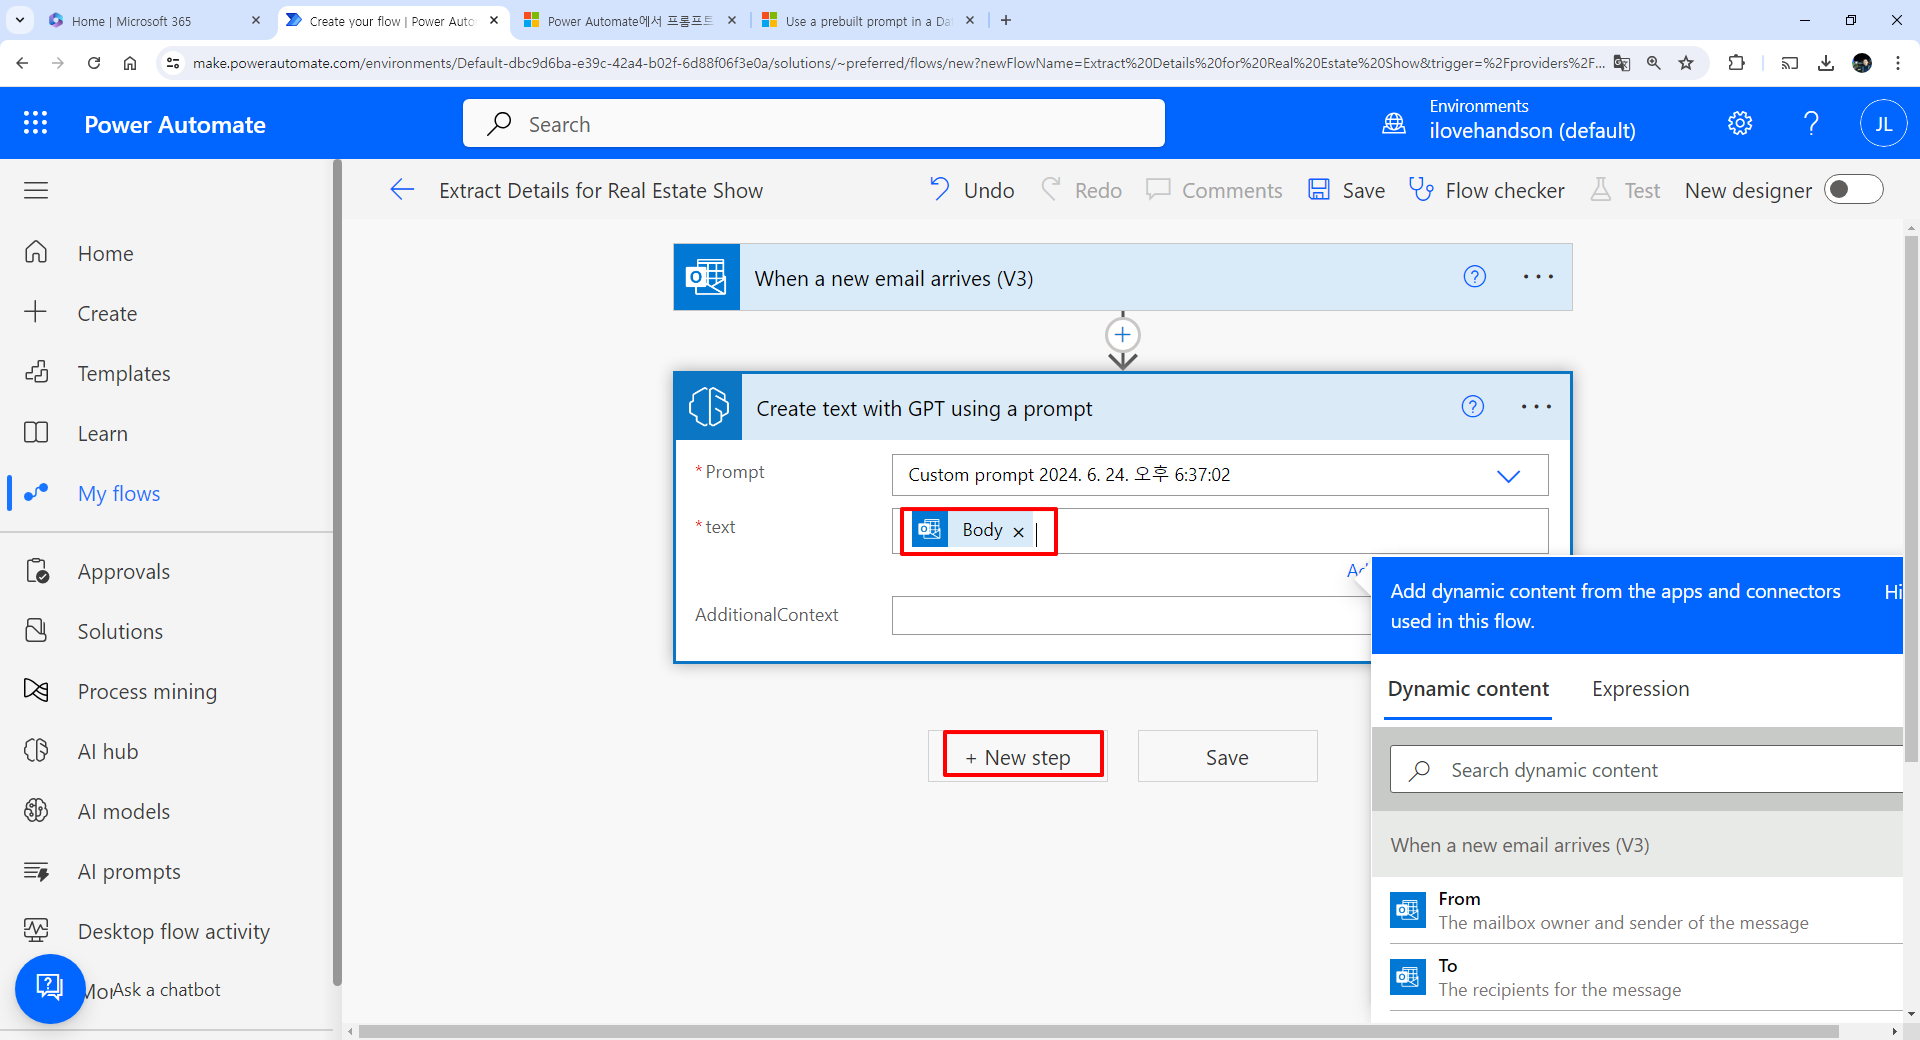 Home | Microsoft 365
Create your flow | Power Auto
Power Automate에서 프롬프트
Use a prebuilt prompt in a Da
make.powerautomate.com/environments/Default-dbc9d6ba-e39c-42a4-b02f-6d88f06f3e0a/solutions/~preferred/flows/new?newFlowName=Extract%20Details%20for%20Real%20Estate%20Show&trigger=%2Fproviders%2F...
Power Automate
Search
Environments
ilovehandson (default)
JL
Extract Details for Real Estate Show
Undo
Redo
Comments
Save
Flow checker
Test
New designer
Home
Create
Templates
Learn
My flows
Approvals
Solutions
Process mining
AI hub
AI models
AI prompts
Desktop flow activity
Mor
Ask a chatbot
When a new email arrives (V3)
Create text with GPT using a prompt
* Prompt
Custom prompt 2024. 6. 24. 오후 6:37:02
* text
Body
Ad
AdditionalContext
+ New step
Save
Add dynamic content from the apps and connectors
used in this flow.
Hi
Dynamic content
Expression
Search dynamic content
When a new email arrives (V3)
From
The mailbox owner and sender of the message
To
The recipients for the message